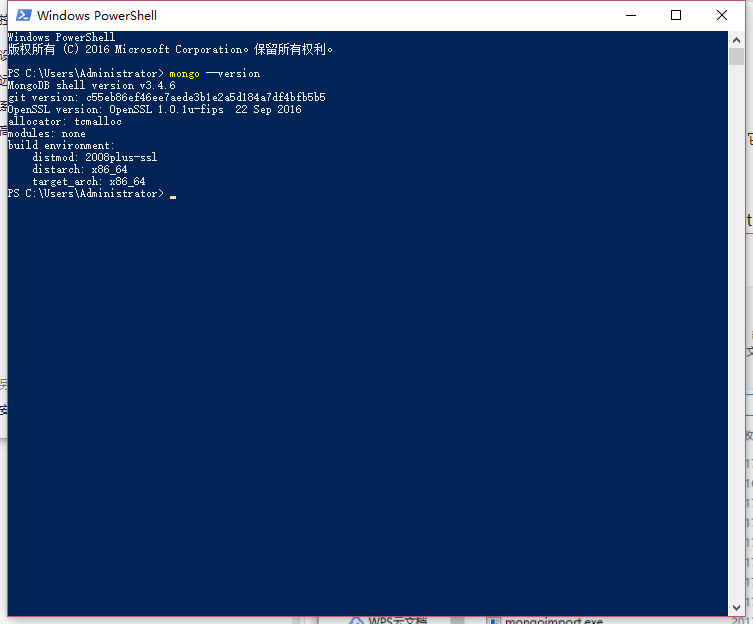 Windows PowerShell
Windows PowerShell
版权所有 (C) 2016 Microsoft Corporation。保留所有权利。
PS C:\Users\Administrator> mongo --version
MongoDB shell version v3.4.6
git version: c55eb86ef46ee7aede3b1e2a5d184a7df4bfb5b5
OpenSSL version: OpenSSL 1.0.1u-fips  22 Sep 2016
allocator: tcmalloc
modules: none
build environment:
    distmod: 2008plus-ssl
    distarch: x86_64
    target_arch: x86_64
PS C:\Users\Administrator>
WPS云文档
mongoimport.exe
201